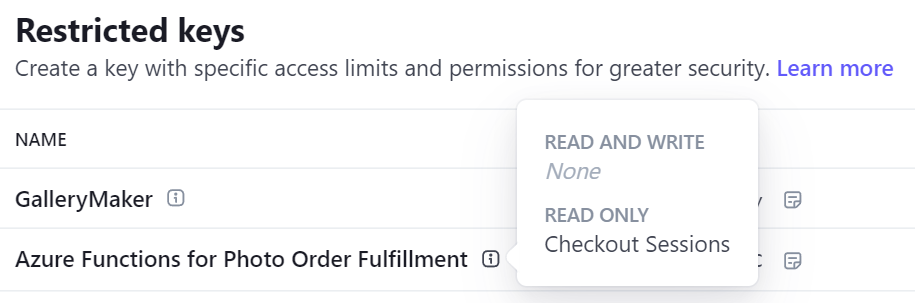 Restricted keys
Create a key with specific access limits and permissions for greater security. Learn more
NAME
READ AND WRITE
None
GalleryMaker
READ ONLY
Checkout Sessions
Azure Functions for Photo Order Fulfillment